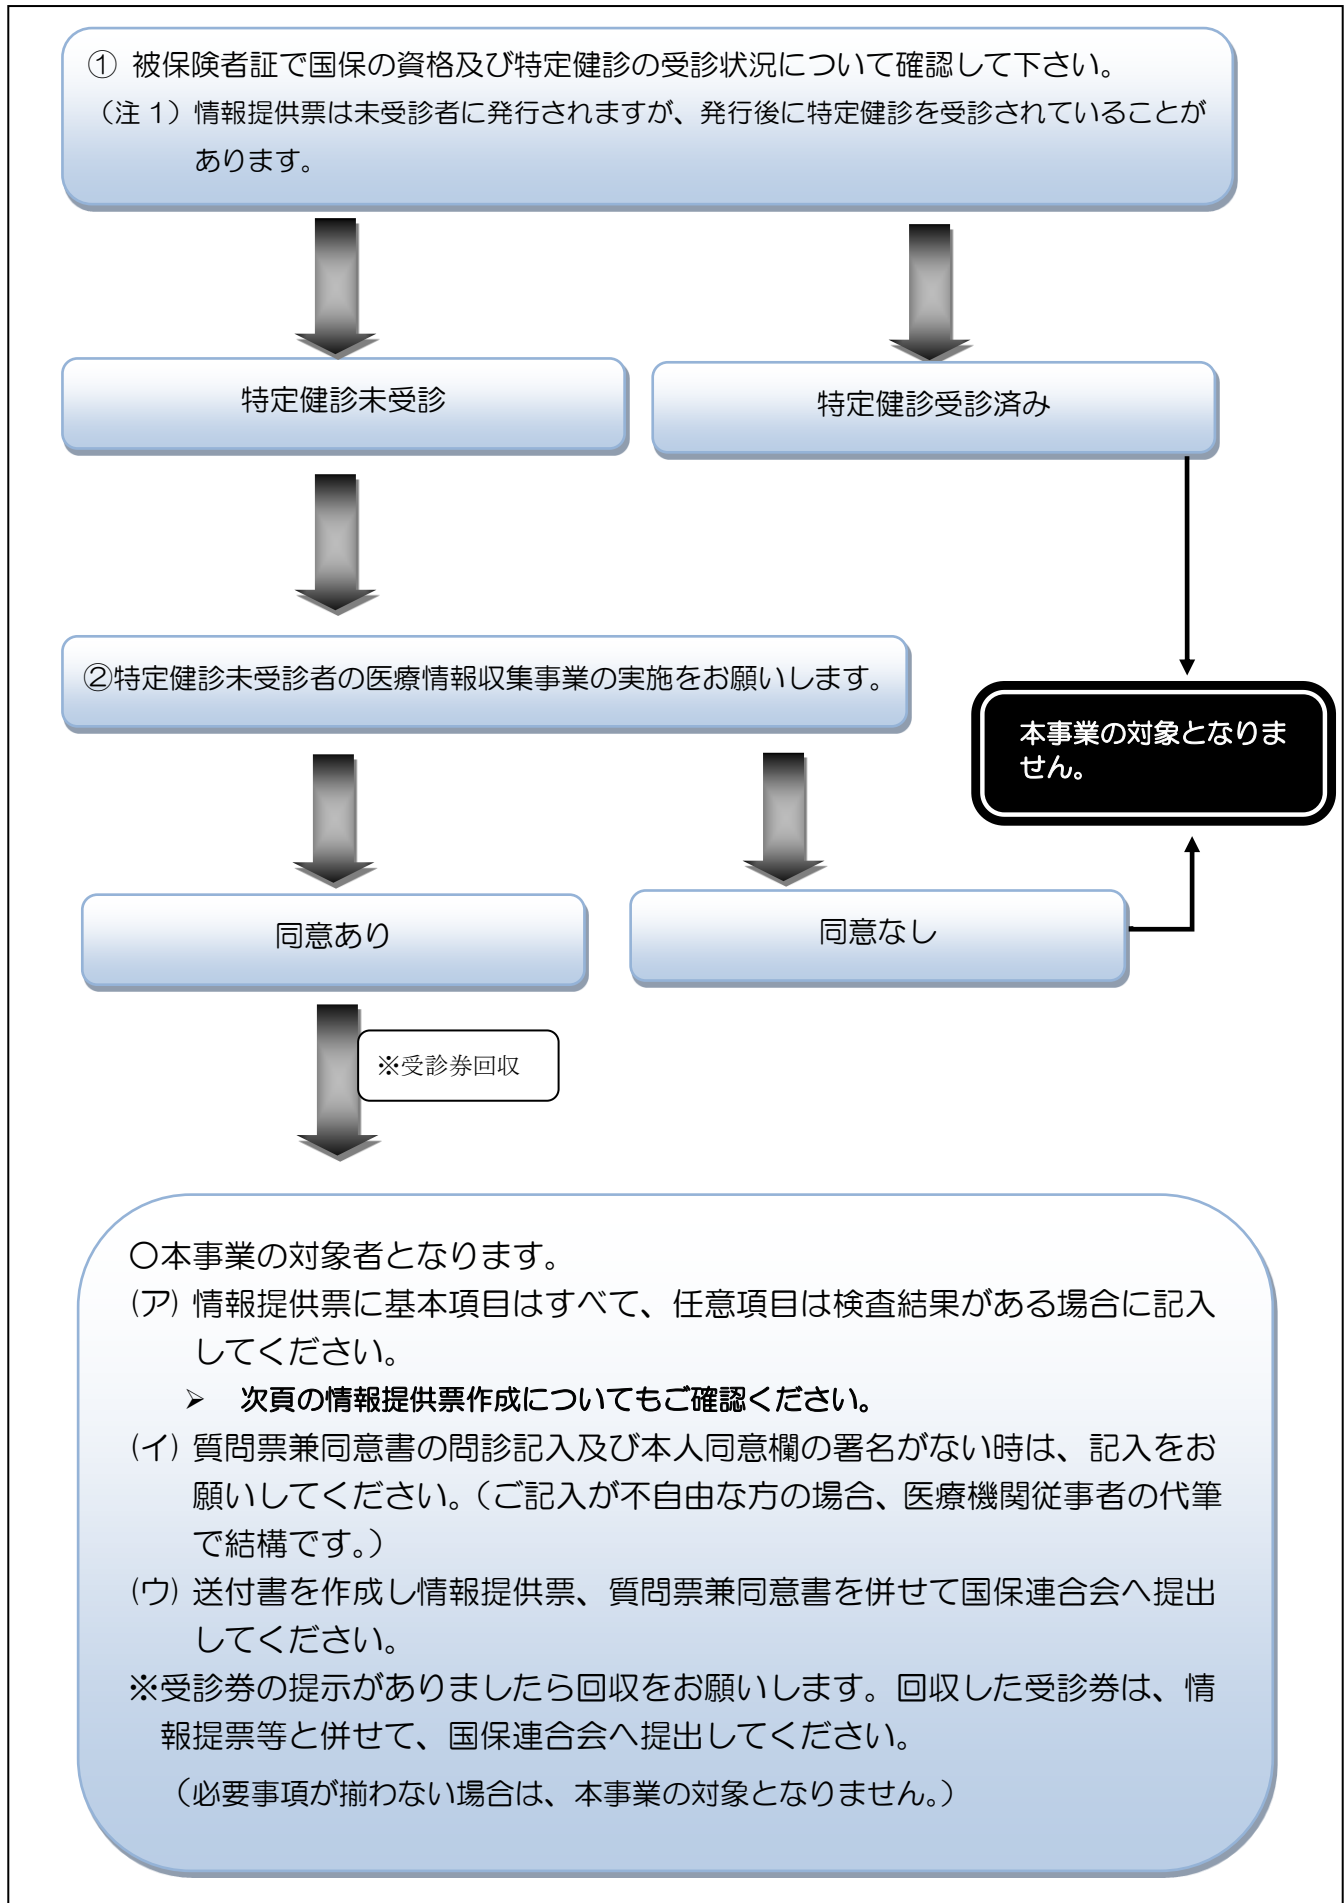 ① 被保険者証で国保の資格及び特定健診の受診状況について確認して下さい。
（注 1）情報提供票は未受診者に発行されますが、発行後に特定健診を受診されていることが
あります。
特定健診未受診
特定健診受診済み
②特定健診未受診者の医療情報収集事業の実施をお願いします。
本事業の対象となりま
せん。
同意あり
同意なし
※受診券回収
〇本事業の対象者となります。
(ア) 情報提供票に基本項目はすべて、任意項目は検査結果がある場合に記入
してください。
➢ 次頁の情報提供票作成についてもご確認ください。
(イ) 質問票兼同意書の問診記入及び本人同意欄の署名がない時は、記入をお
願いしてください。（ご記入が不自由な方の場合、医療機関従事者の代筆
で結構です。）
(ウ) 送付書を作成し情報提供票、質問票兼同意書を併せて国保連合会へ提出
してください。
※受診券の提示がありましたら回収をお願いします。回収した受診券は、情
報提票等と併せて、国保連合会へ提出してください。
（必要事項が揃わない場合は、本事業の対象となりません。）